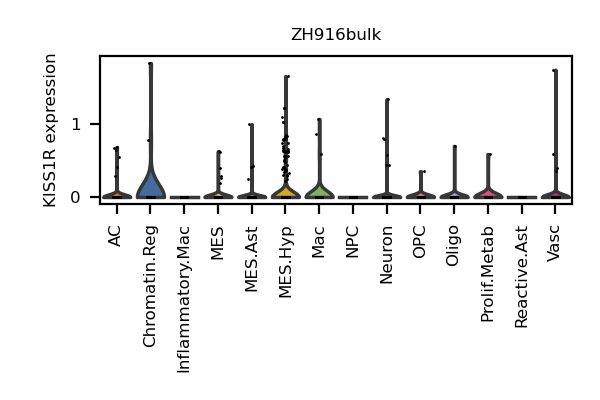 ZH916bulk
KISS1R expression
1
0
AC
Chromatin.Reg
Inflammatory.Mac
MES
MES.Ast
MES.Hyp
Mac
NPC
Neuron
OPC
Oligo
Prolif.Metab
Reactive.Ast
Vasc